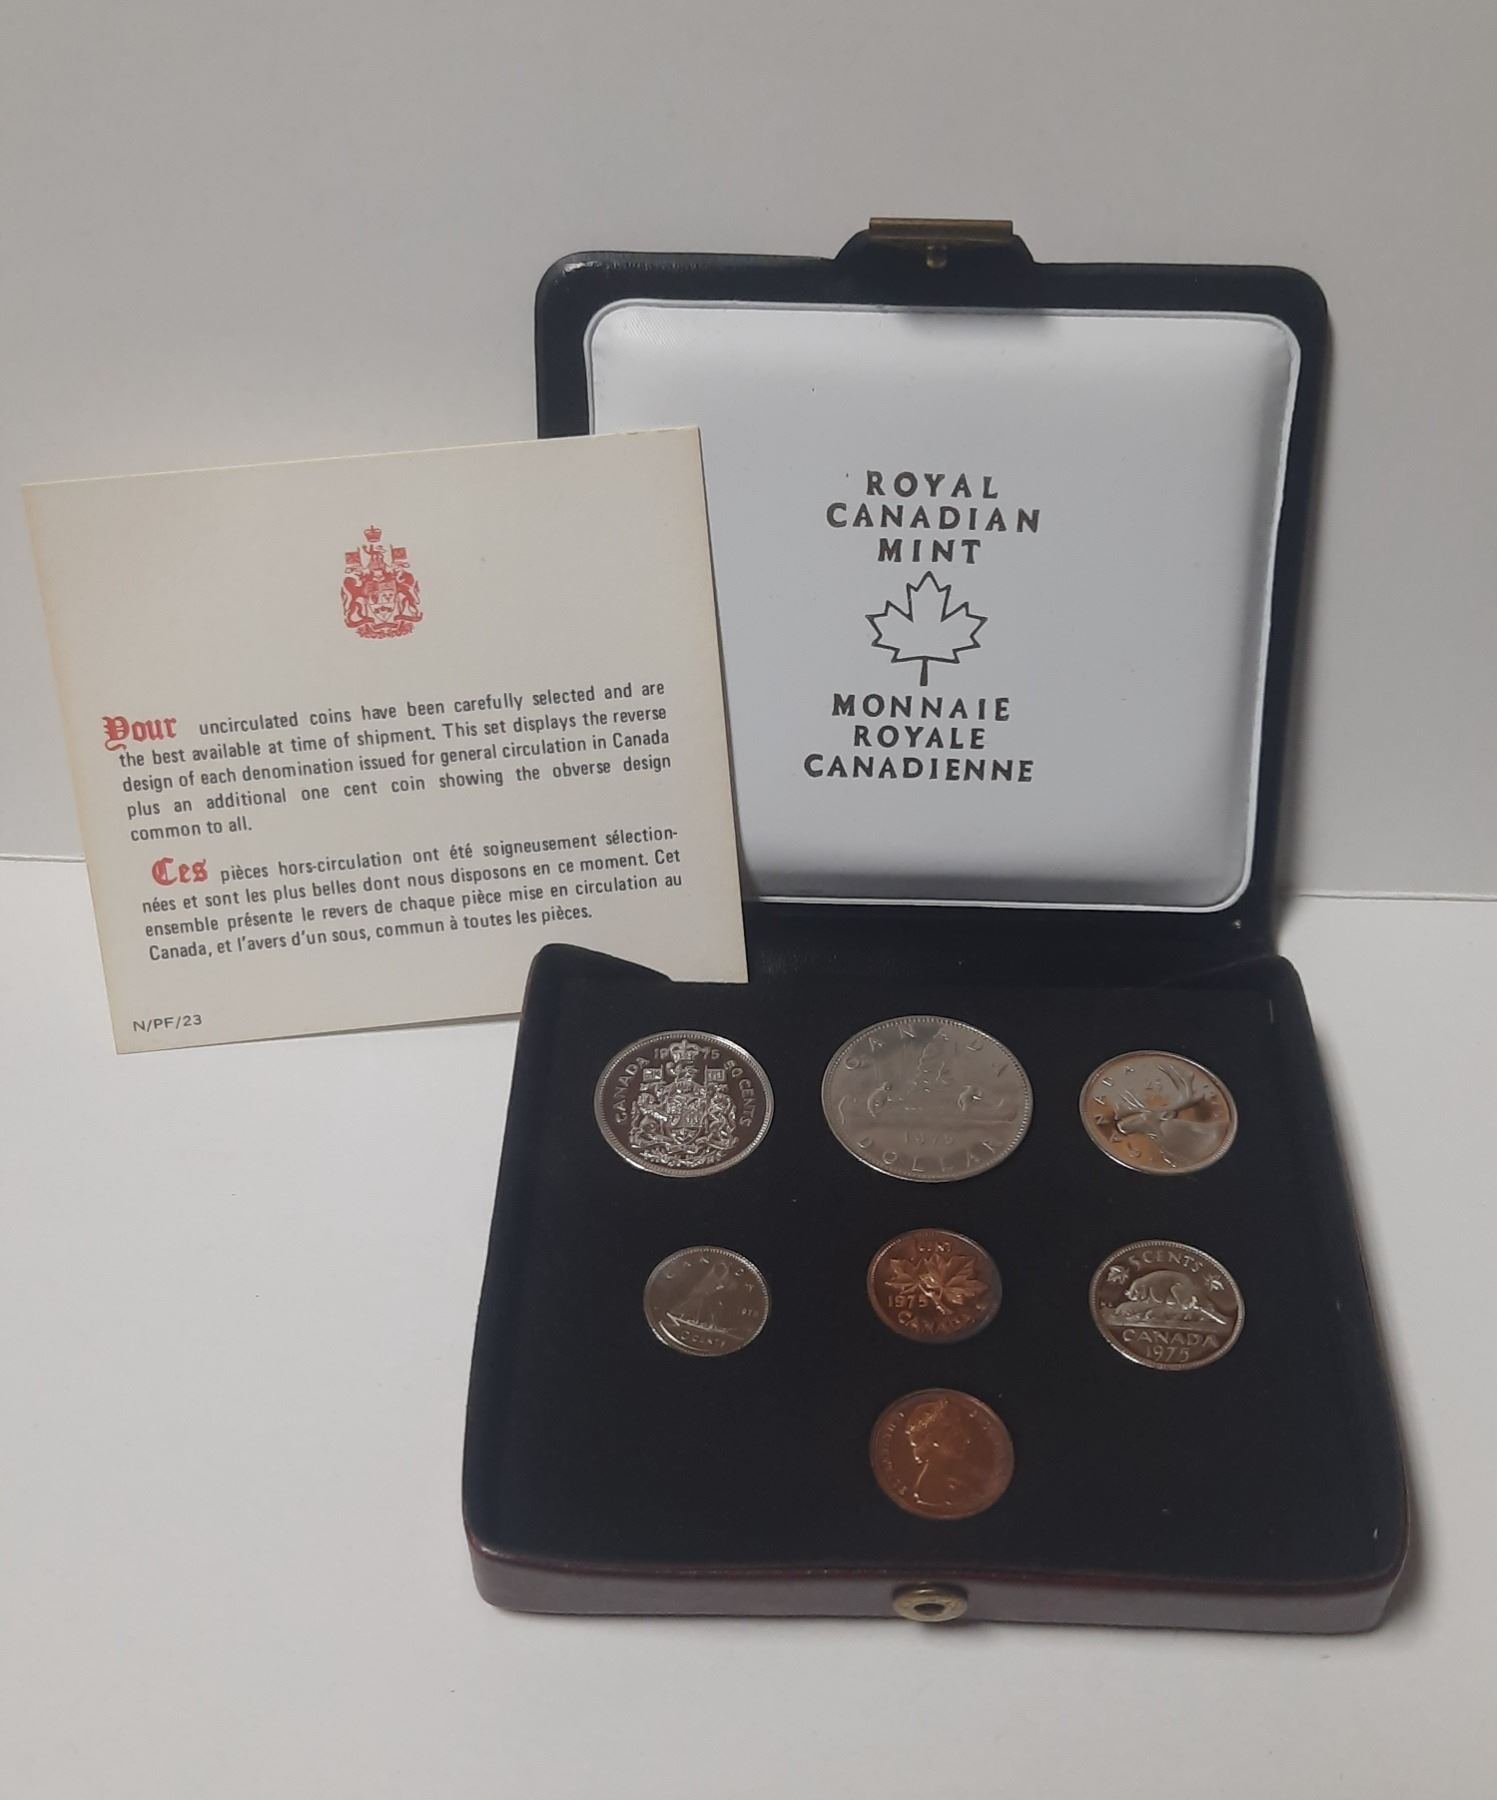 Your uncirculated coins have been carefully selected and are
the best available at time of shipment. This set displays the reverse
design of each denomination issued for general circulation in Canada
plus an additional one cent coin showing the obverse design
common to all.
Ces pièces hors-circulation ont été soigneusement sélection-
nées et sont les plus belles dont nous disposons en ce moment. Cet
ensemble présente le revers de chaque pièce mise en circulation au
Canada, et l'avers d'un sous, commun à toutes les pièces.
N/PF/23
ROYAL
CANADIAN
MINT
MONNAIE
ROYALE
CANADIENNE
1975
CANADA 50 CENTS
CANADA
1975
DOLLAR
CANADA
CANADA
10 CENTS
1975
CANADA
5 CENTS
CANADA
1975